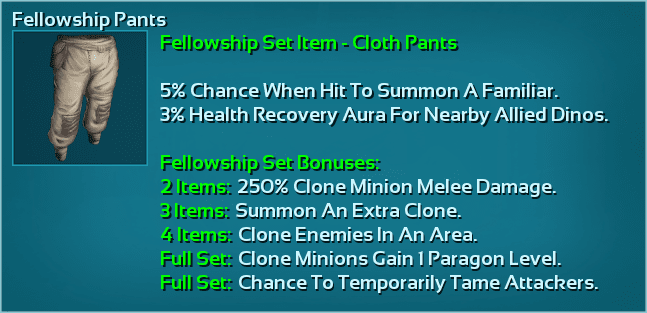 Fellowship Pants
Fellowship Set Item - Cloth Pants
5% Chance When Hit To Summon A Familiar.
3% Health Recovery Aura For Nearby Allied Dinos.
Fellowship Set Bonuses:
2 Items: 250% Clone Minion Melee Damage.
3 Items: Summon An Extra Clone.
4 Items: Clone Enemies In An Area.
Full Set: Clone Minions Gain 1 Paragon Level.
Full Set: Chance To Temporarily Tame Attackers.